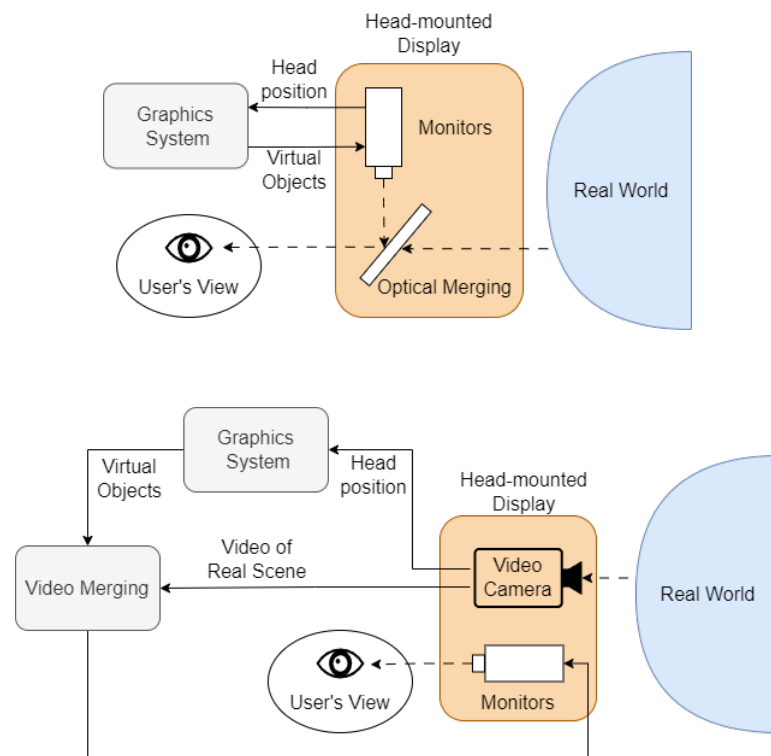 Head-mounted
Display
Head
position
Graphics
System
Monitors
Virtual
Objects
Real World
User's View
Optical Merging
Graphics
System
Virtual
Objects
Head
position
Head-mounted
Display
Video of
Real Scene
Video
Camera
Video Merging
Real World
User's View
Monitors